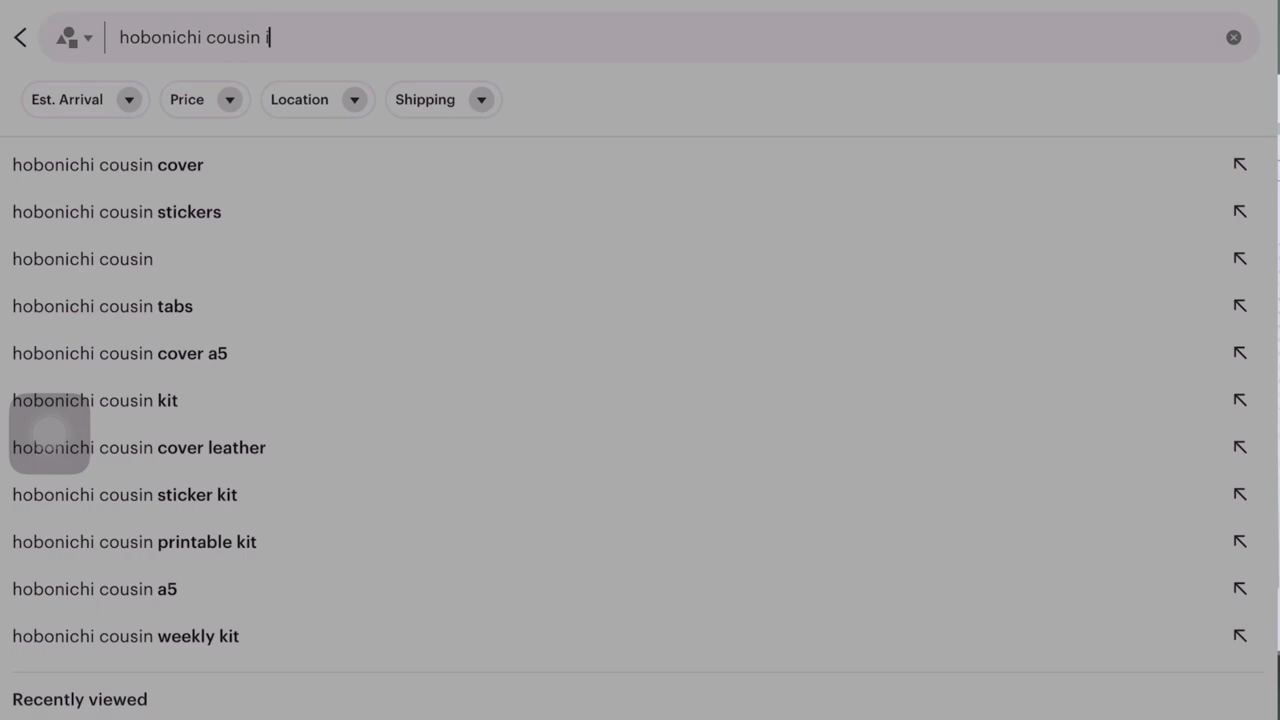 hobonichi cousin i
Est. Arrival
Price
Location
Shipping
hobonichi cousin cover
hobonichi cousin stickers
hobonichi cousin
hobonichi cousin tabs
hobonichi cousin cover a5
hobonichi cousin kit
hobonichi cousin cover leather
hobonichi cousin sticker kit
hobonichi cousin printable kit
hobonichi cousin a5
hobonichi cousin weekly kit
Recently viewed